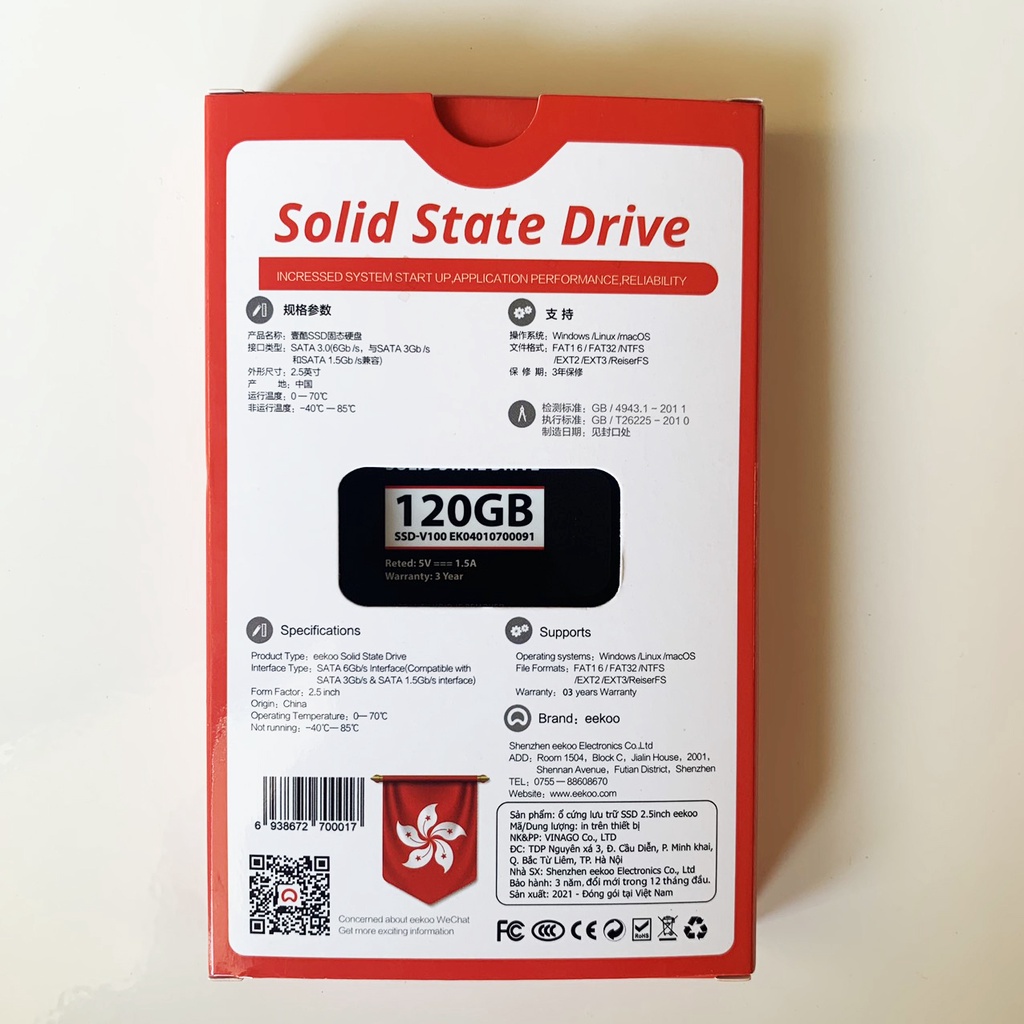 Solid State Drive
INCRESSED SYSTEM START UP,APPLICATION PERFORMANCE,RELIABILITY
规格参数
产品名称：壹酷SSD固态硬盘
接口类型：SATA 3.0(6Gb /s，与SATA 3Gb /s
和SATA 1.5Gb /s兼容)
外形尺寸：2.5英寸
产 地：中国
运行温度：0 — 70℃
非运行温度：-40℃ — 85℃
支 持
操作系统：Windows /Linux /macOS
文件格式：FAT1 6 / FAT32 /NTFS
/EXT2 /EXT3 /ReiserFS
保 修 期：3年保修
检测标准：GB / 4943.1 - 201 1
执行标准：GB / T26225 - 201 0
制造日期：见封口处
SOLID STATE DRIVE
120GB
SSD-V100 EK04010700091
Reted: 5V === 1.5A
Warranty: 3 Year
Specifications
Product Type：eekoo Solid State Drive
Interface Type：SATA 6Gb/s Interface(Compatible with
SATA 3Gb/s & SATA 1.5Gb/s interface)
Form Factor：2.5 inch
Origin：China
Operating Temperature：0— 70℃
Not running：-40℃— 85℃
Supports
Operating systems：Windows /Linux /macOS
File Formats：FAT1 6 / FAT32 /NTFS
/EXT2 /EXT3/ReiserFS
Warranty：03 years Warranty
Brand：eekoo
Shenzhen eekoo Electronics Co.,Ltd
ADD：Room 1504，Block C，Jialin House，2001，
Shennan Avenue，Futian District，Shenzhen
TEL：0755 — 88608670
Website：www.eekoo.com
6 938672 700017
Concerned about eekoo WeChat
Get more exciting information
Sản phẩm: ổ cứng lưu trữ SSD 2.5inch eekoo
Mã/Dung lượng: in trên thiết bị
NK&PP: VINAGO Co., LTD
ĐC: TDP Nguyên xá 3, Đ. Cầu Diễn, P. Minh khai,
Q. Bắc Từ Liêm, TP. Hà Nội
Nhà SX: Shenzhen eekoo Electronics Co., Ltd
Bảo hành: 3 năm, đổi mới trong 12 tháng đầu.
Sản xuất: 2021 - Đóng gói tại Việt Nam
FC CCC CE RoHS